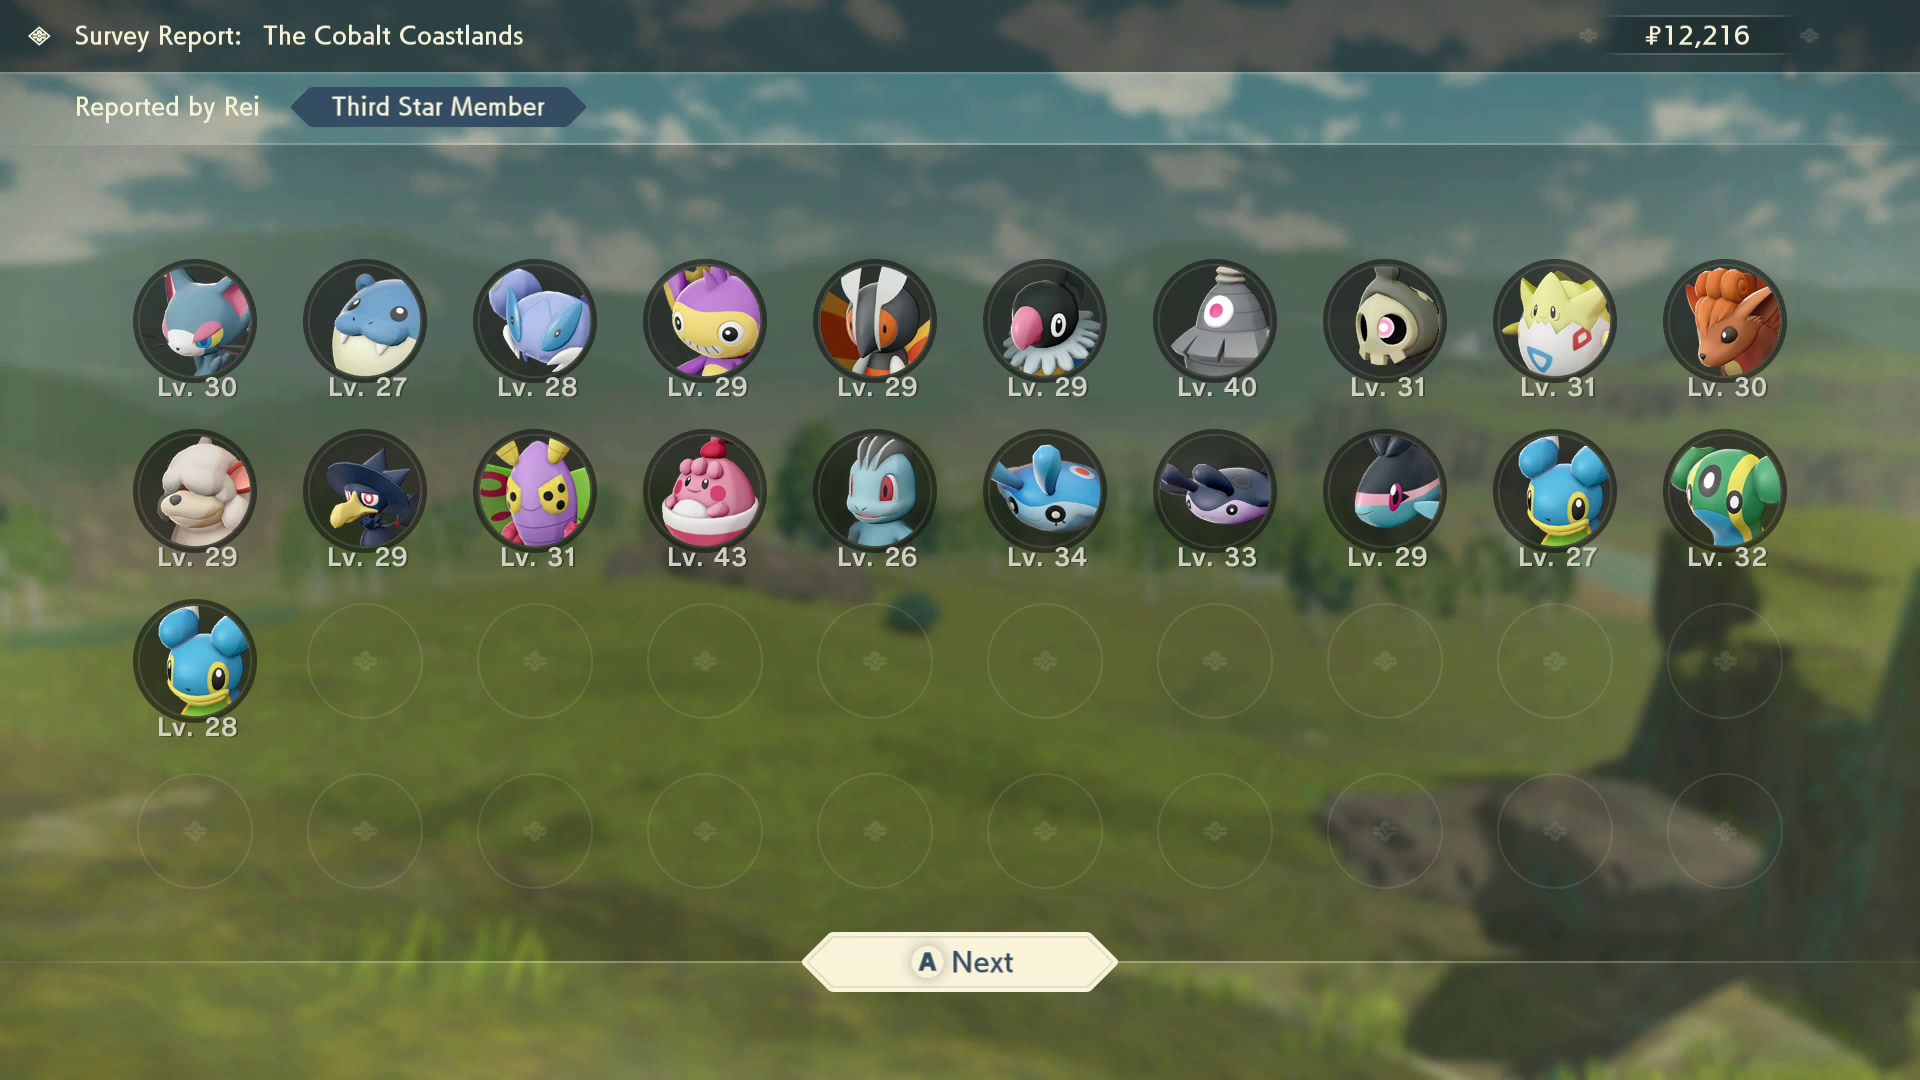 Survey Report: The Cobalt Coastlands
₽12,216
Reported by Rei Third Star Member
Lv. 30 Lv. 27 Lv. 28 Lv. 29 Lv. 29 Lv. 29 Lv. 40 Lv. 31 Lv. 31 Lv. 30
Lv. 29 Lv. 29 Lv. 31 Lv. 43 Lv. 26 Lv. 34 Lv. 33 Lv. 29 Lv. 27 Lv. 32
Lv. 28
A Next